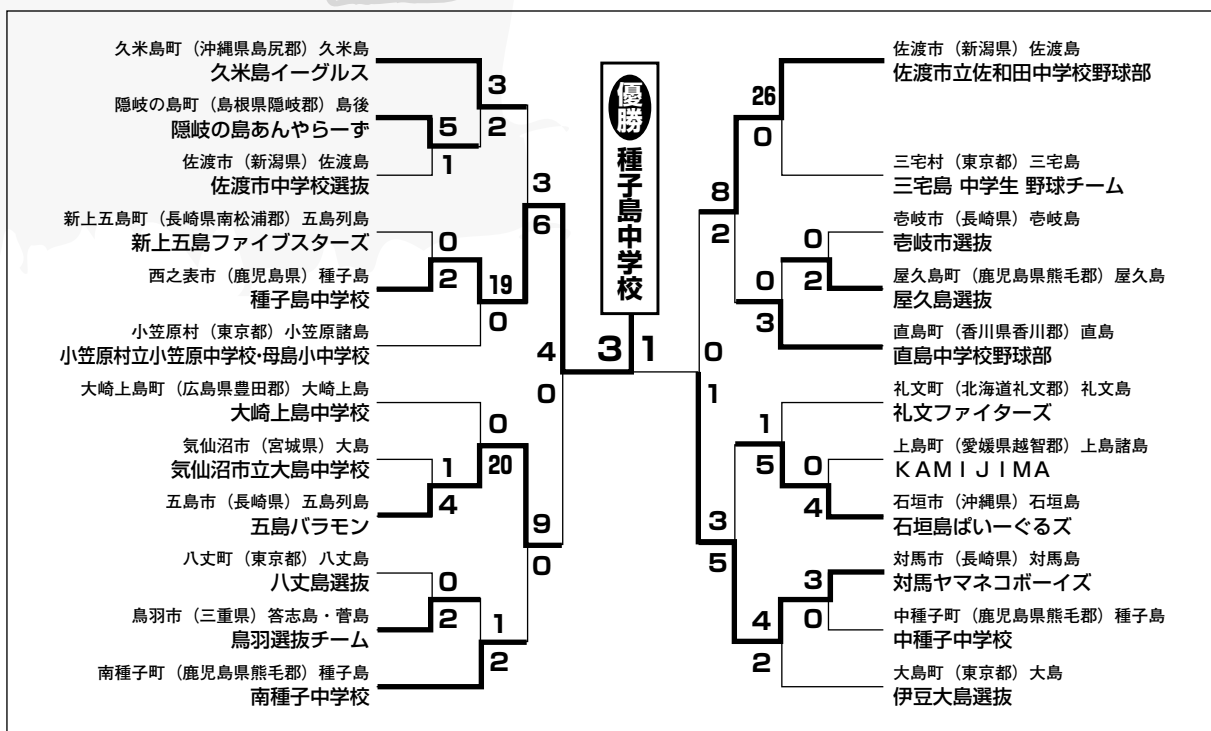 久米島町（沖縄県島尻郡）久米島
久米島イーグルス
隠岐の島町（島根県隠岐郡）島後
隠岐の島あんやらーず
佐渡市（新潟県）佐渡島
佐渡市中学校選抜
新上五島町（長崎県南松浦郡）五島列島
新上五島ファイブスターズ
西之表市（鹿児島県）種子島
種子島中学校
小笠原村（東京都）小笠原諸島
小笠原村立小笠原中学校・母島小中学校
大崎上島町（広島県豊田郡）大崎上島
大崎上島中学校
気仙沼市（宮城県）大島
気仙沼市立大島中学校
五島市（長崎県）五島列島
五島バラモン
八丈町（東京都）八丈島
八丈島選抜
鳥羽市（三重県）答志島・菅島
鳥羽選抜チーム
南種子町（鹿児島県熊毛郡）種子島
南種子中学校
3
2
5
1
0
2
19
0
3
6
0
20
1
4
0
2
1
2
9
0
4
0
優勝
種子島中学校
3 1
26
0
8
2
0
2
0
3
0
1
1
5
0
4
3
5
3
0
4
2
佐渡市（新潟県）佐渡島
佐渡市立佐和田中学校野球部
三宅村（東京都）三宅島
三宅島 中学生 野球チーム
壱岐市（長崎県）壱岐島
壱岐市選抜
屋久島町（鹿児島県熊毛郡）屋久島
屋久島選抜
直島町（香川県香川郡）直島
直島中学校野球部
礼文町（北海道礼文郡）礼文島
礼文ファイターズ
上島町（愛媛県越智郡）上島諸島
ＫＡＭＩＪＩＭＡ
石垣市（沖縄県）石垣島
石垣島ぱいーぐるズ
対馬市（長崎県）対馬島
対馬ヤマネコボーイズ
中種子町（鹿児島県熊毛郡）種子島
中種子中学校
大島町（東京都）大島
伊豆大島選抜